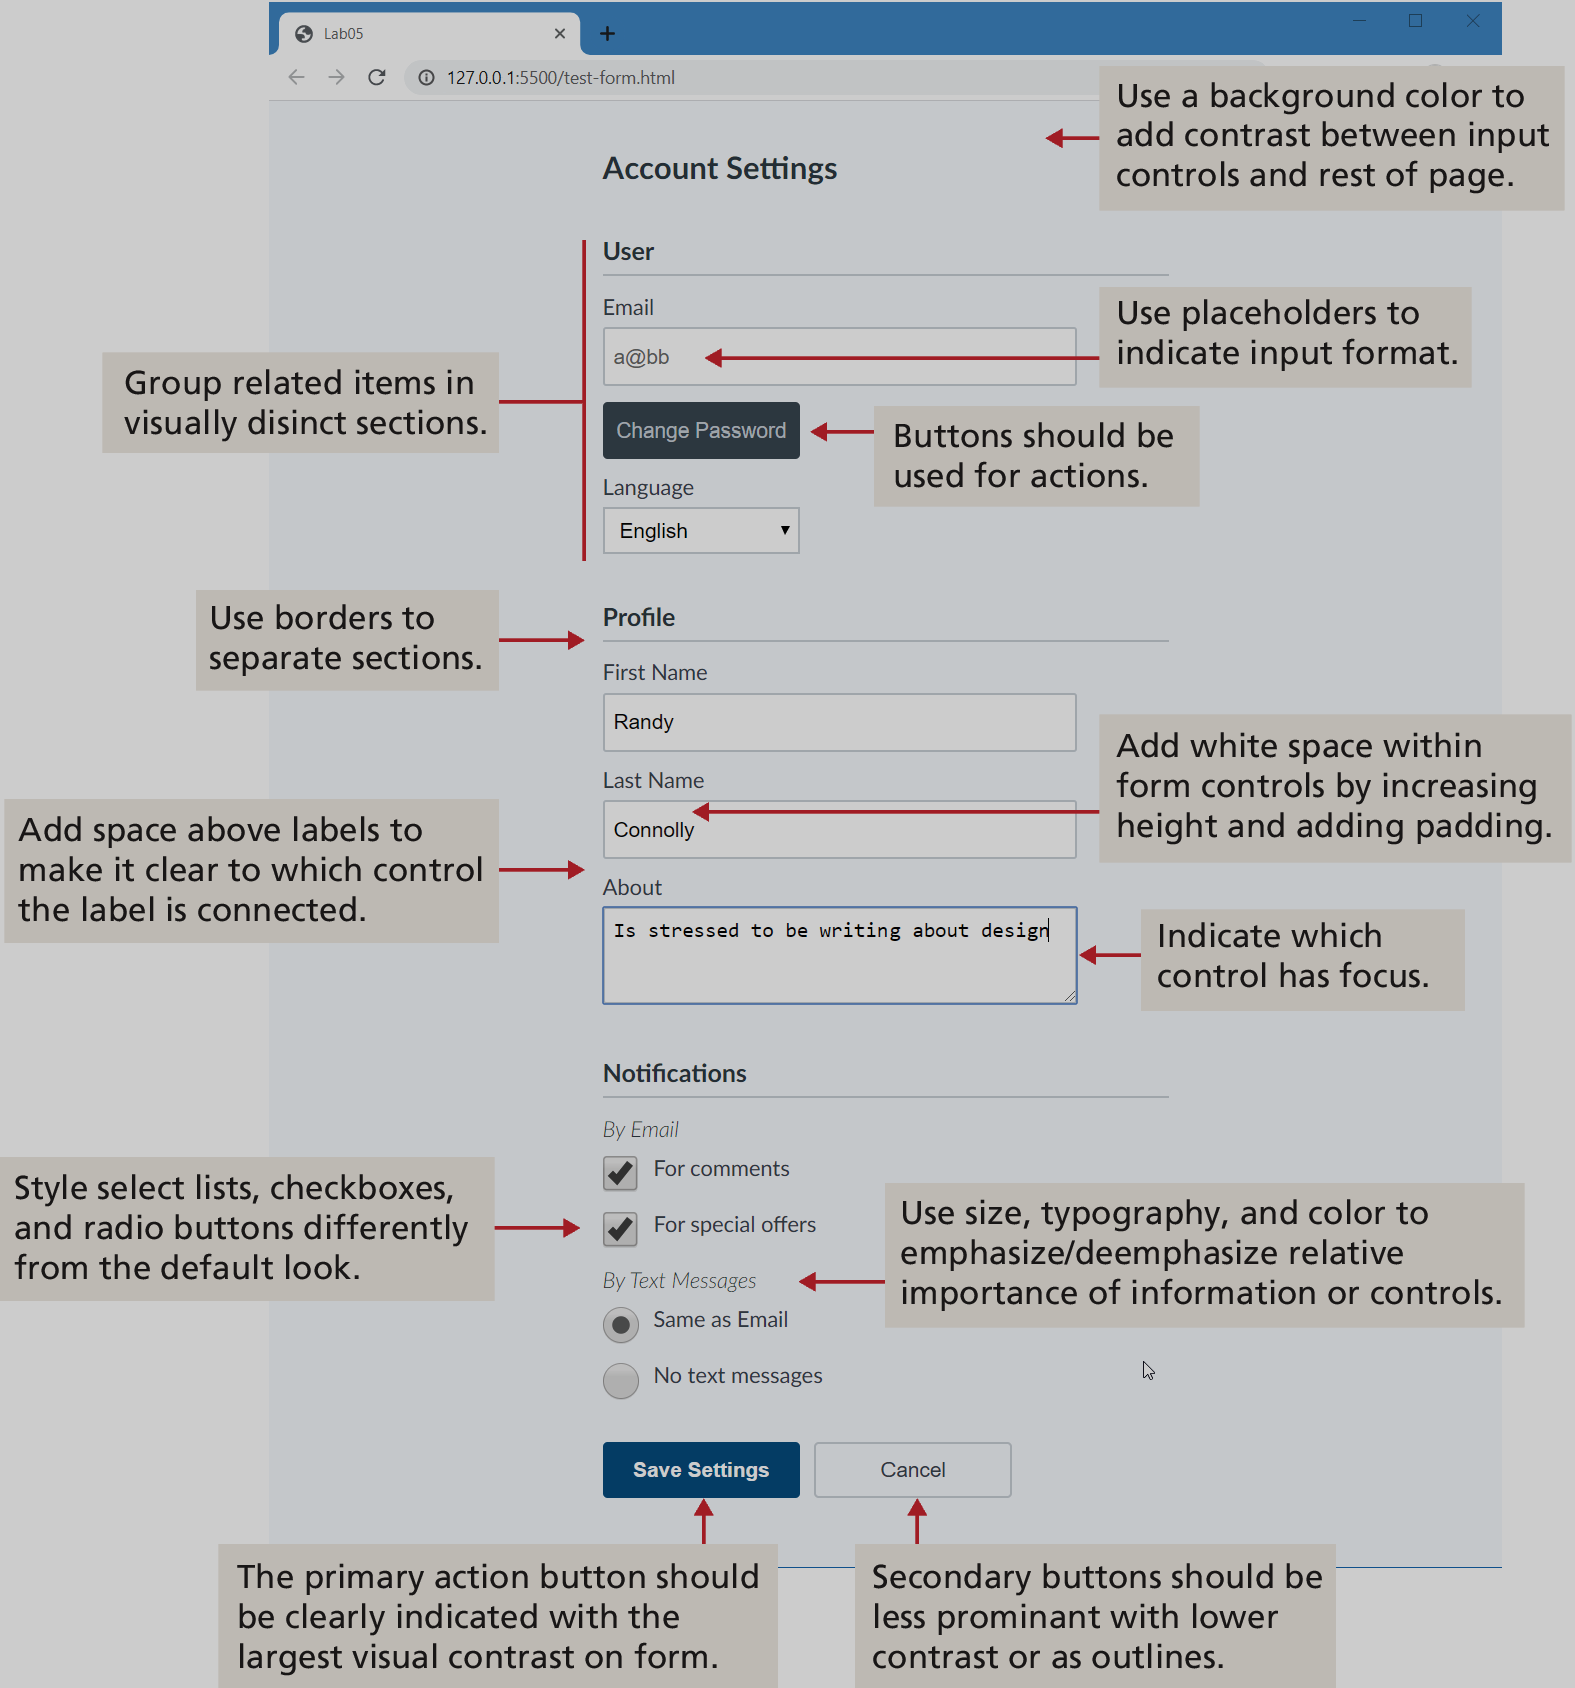 Lab05
127.0.0.1:5500/test-form.html
Use a background color to
add contrast between input
controls and rest of page.
Account Settings
User
Email
a@bb
Use placeholders to
indicate input format.
Group related items in
visually disinct sections.
Change Password
Buttons should be
used for actions.
Language
English
Use borders to
separate sections.
Profile
First Name
Randy
Last Name
Connolly
Add white space within
form controls by increasing
height and adding padding.
Add space above labels to
make it clear to which control
the label is connected.
About
Is stressed to be writing about design
Indicate which
control has focus.
Notifications
By Email
For comments
For special offers
Style select lists, checkboxes,
and radio buttons differently
from the default look.
Use size, typography, and color to
emphasize/deemphasize relative
importance of information or controls.
By Text Messages
Same as Email
No text messages
Save Settings
Cancel
The primary action button should
be clearly indicated with the
largest visual contrast on form.
Secondary buttons should be
less prominant with lower
contrast or as outlines.